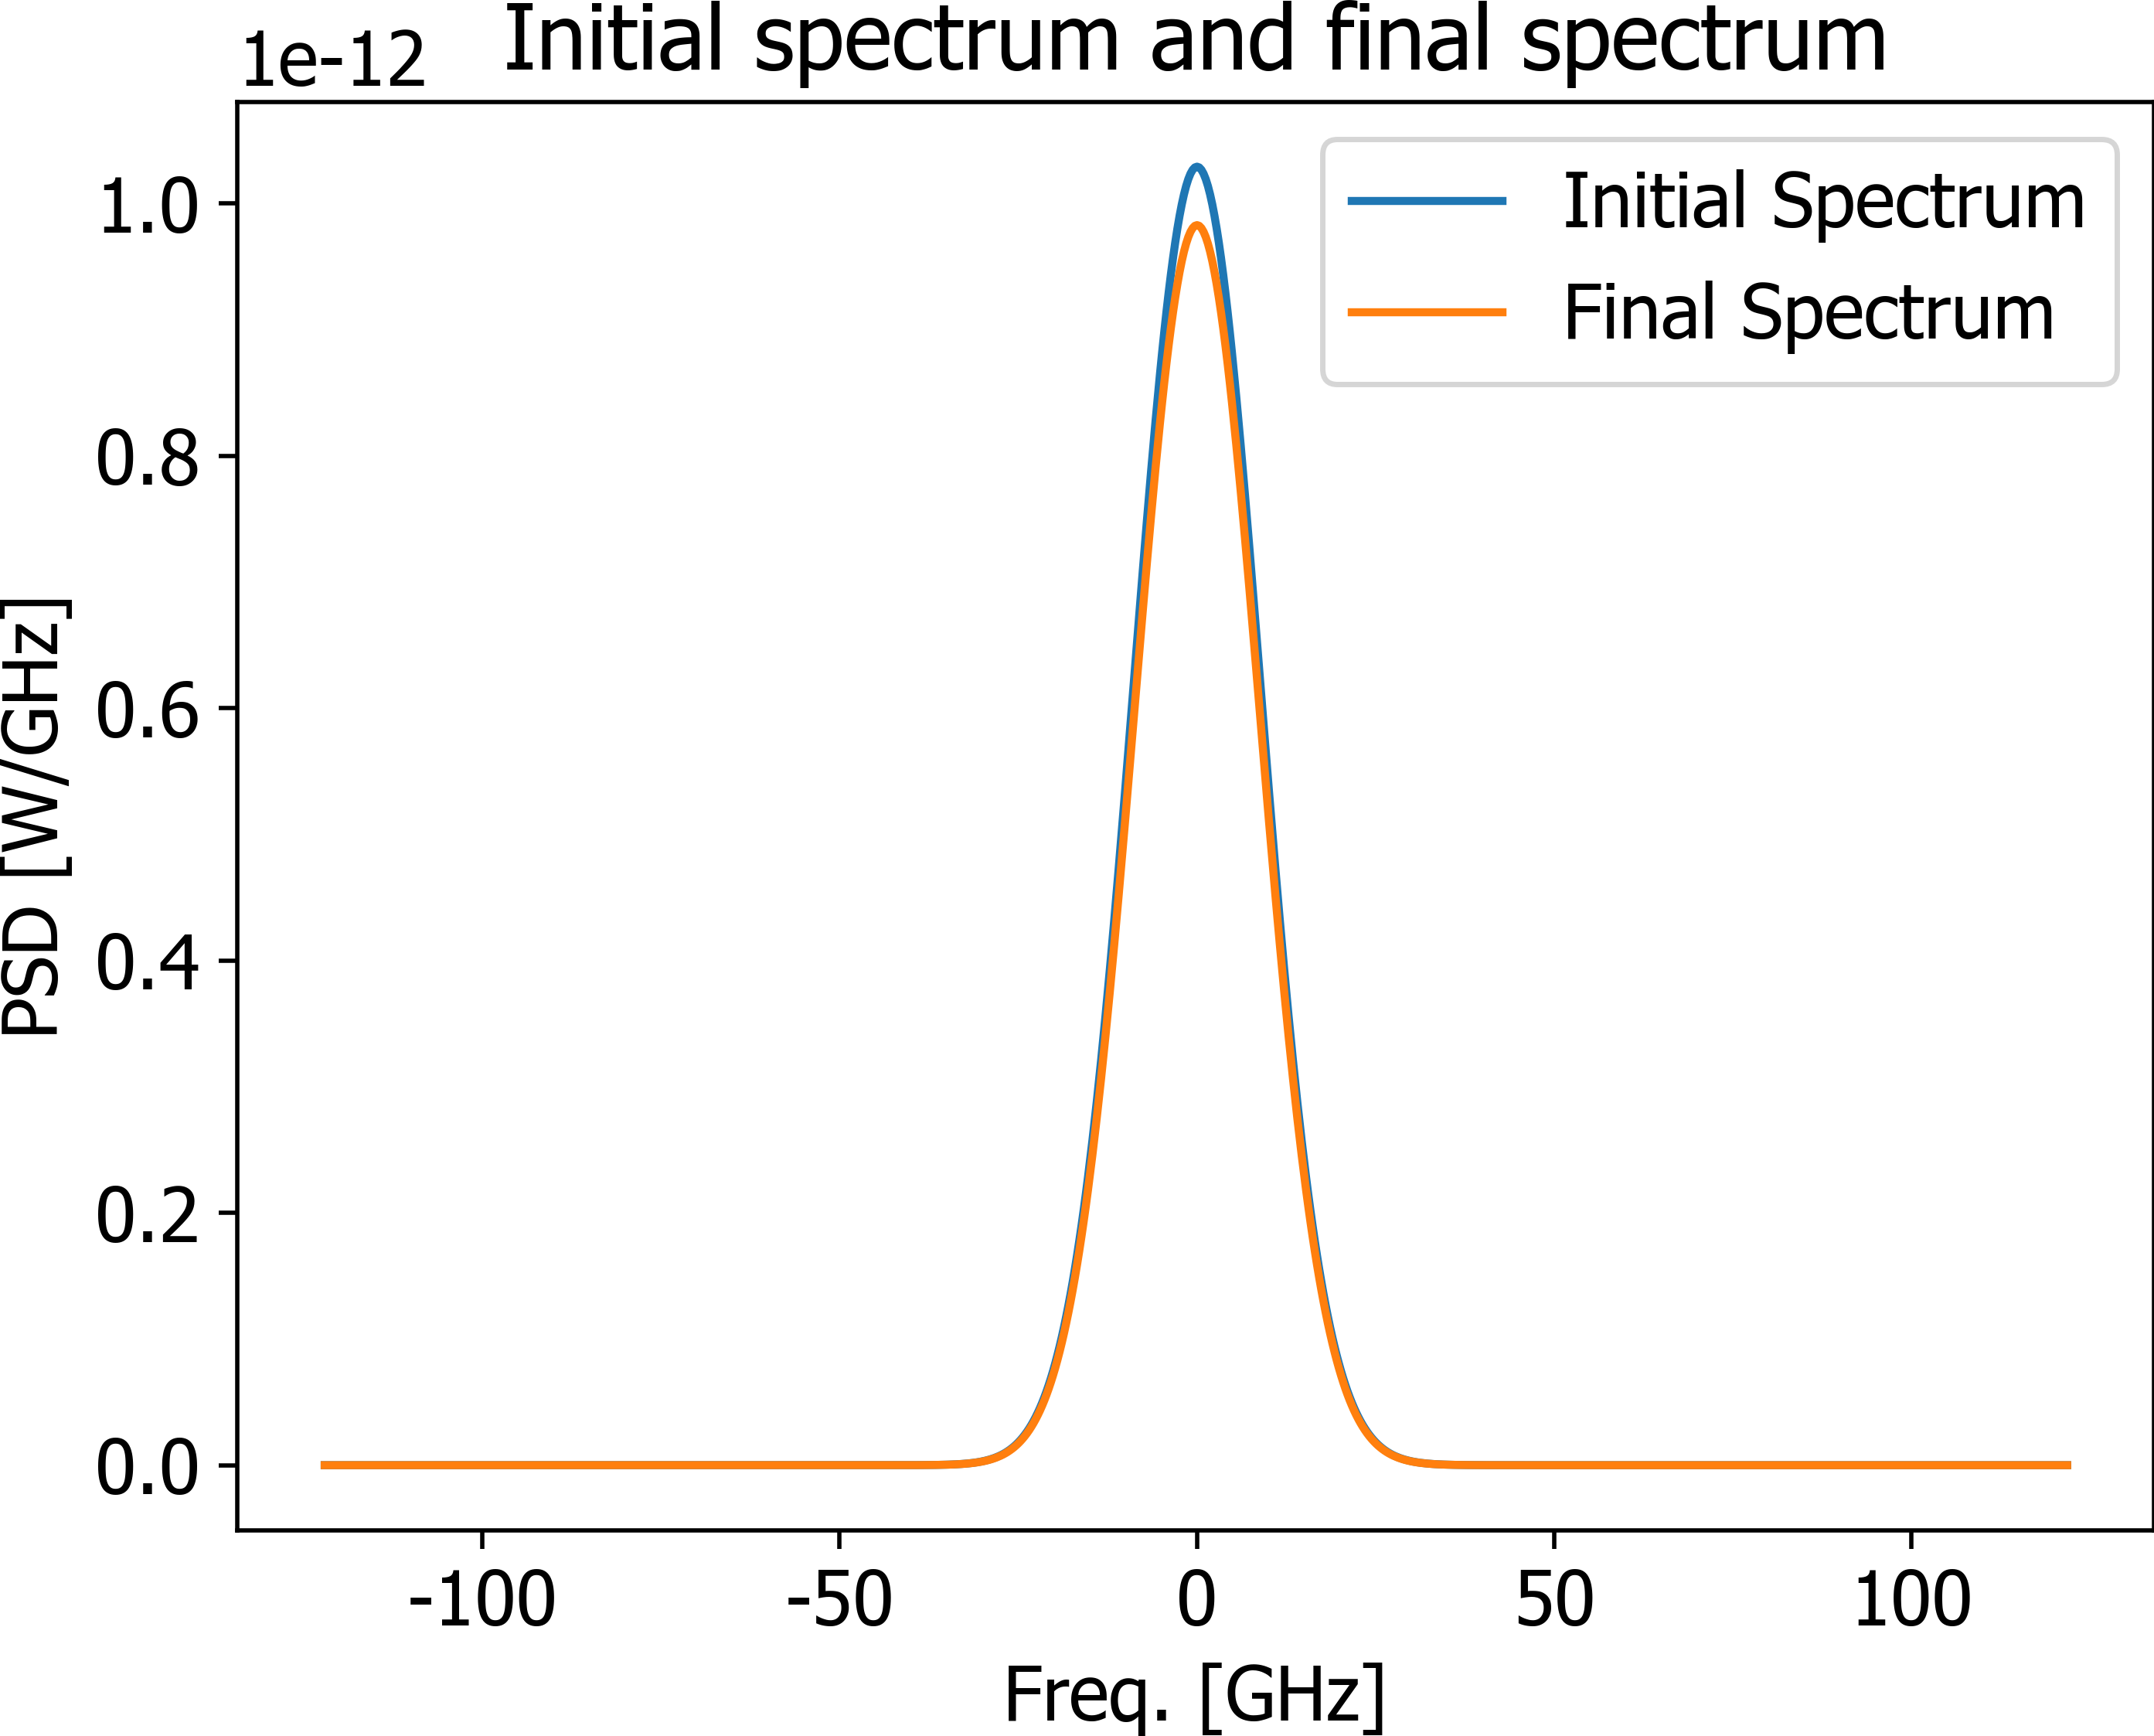 Initial spectrum and final spectrum
1e-12
Initial Spectrum
Final Spectrum
1.0
0.8
0.6
0.4
0.2
0.0
PSD [W/GHz]
-100 -50 0 50 100
Freq. [GHz]